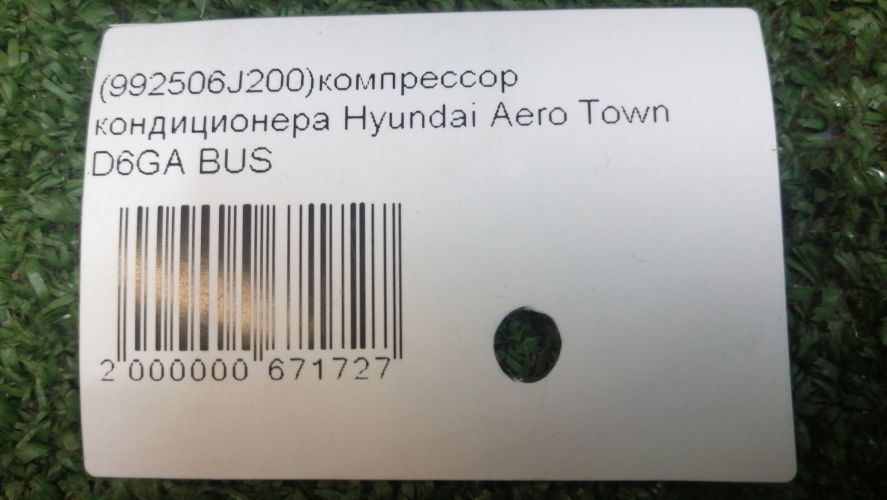 (992506J200)компрессор
кондиционера Hyundai Aero Town
D6GA BUS
2 000000 671727